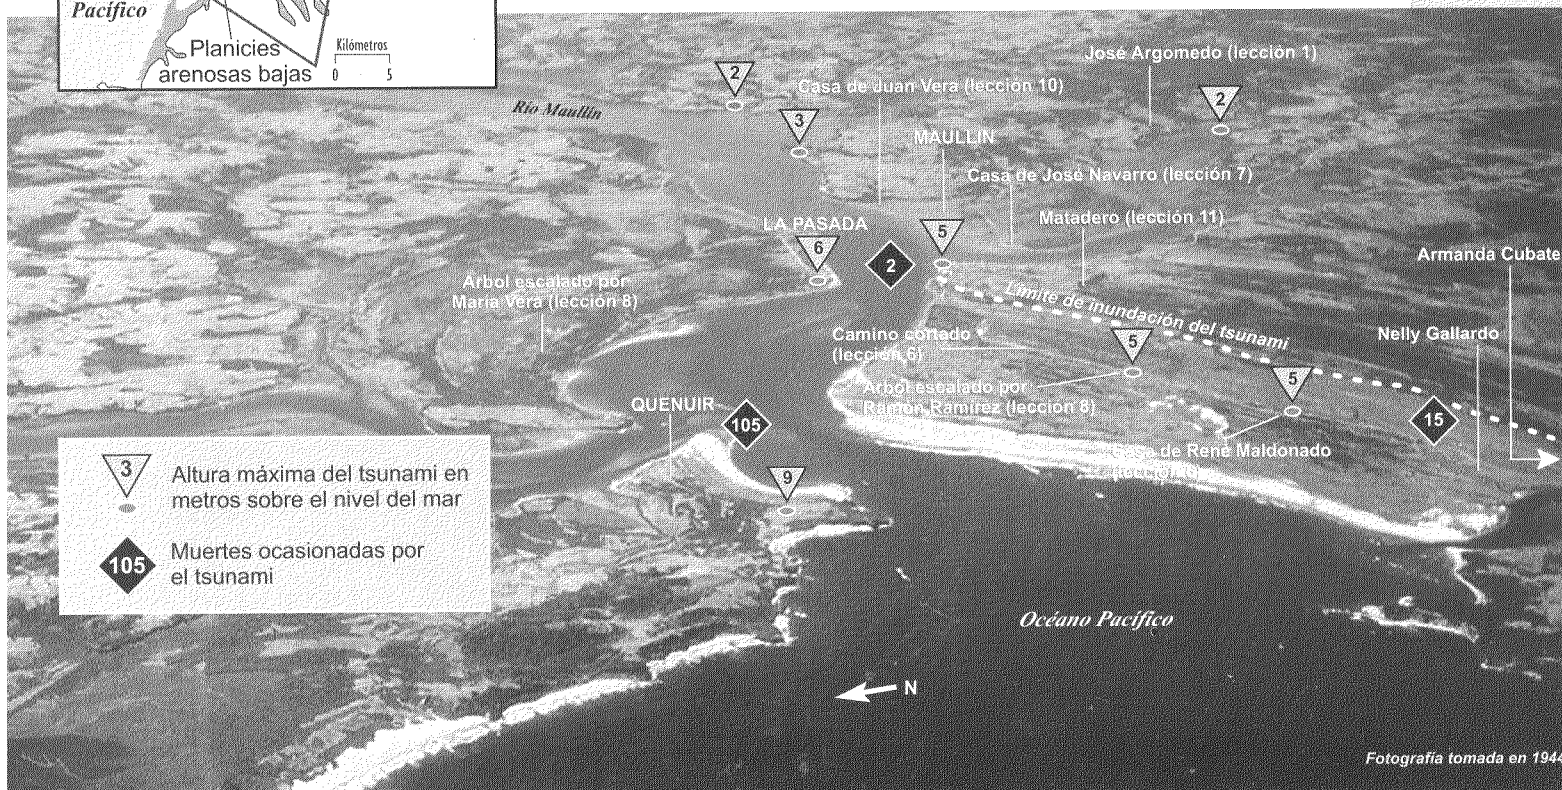 Pacífico
Planicies
arenosas bajas
Kilómetros
0 5
Río Maullín
2
3
Casa de Juan Vera (lección 10)
José Argomedo (lección 1)
2
MAULLIN
Casa de José Navarro (lección 7)
Matadero (lección 11)
LA PASADA
6
2
5
Armanda Cubate
Arbol escalado por
María Vera (lección 8)
Límite de inundación del tsunami
Camino cortado
(lección 6)
5
Nelly Gallardo
Arbol escalado por
Ramón Ramírez (lección 8)
5
QUENUIR
105
15
Casa de René Maldonado
9
3
Altura máxima del tsunami en
metros sobre el nivel del mar
105
Muertes ocasionadas por
el tsunami
Océano Pacífico
N
Fotografía tomada en 1944